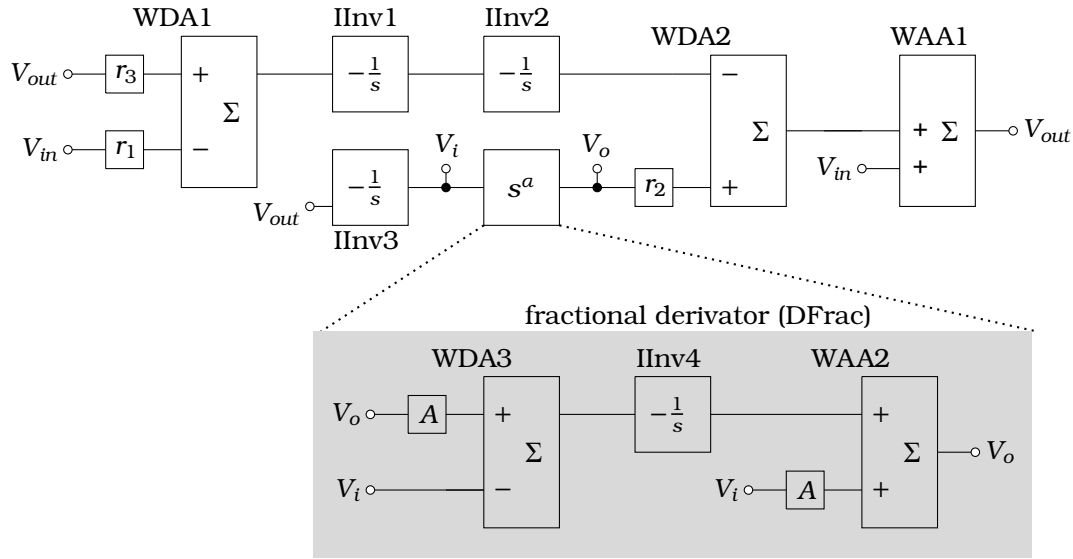 WDA1
IInv1
IInv2
WDA2
WAA1
V_out
r_3
+
Σ
−1/s
−1/s
−
Σ
+ Σ
V_out
V_in
r_1
−
V_in
+
V_i
V_o
−1/s
s^α
r_2
+
V_out
IInv3
fractional derivator (DFrac)
WDA3
IInv4
WAA2
V_o
A
+
−1/s
+
Σ
Σ
V_o
V_i
−
V_i
A
+